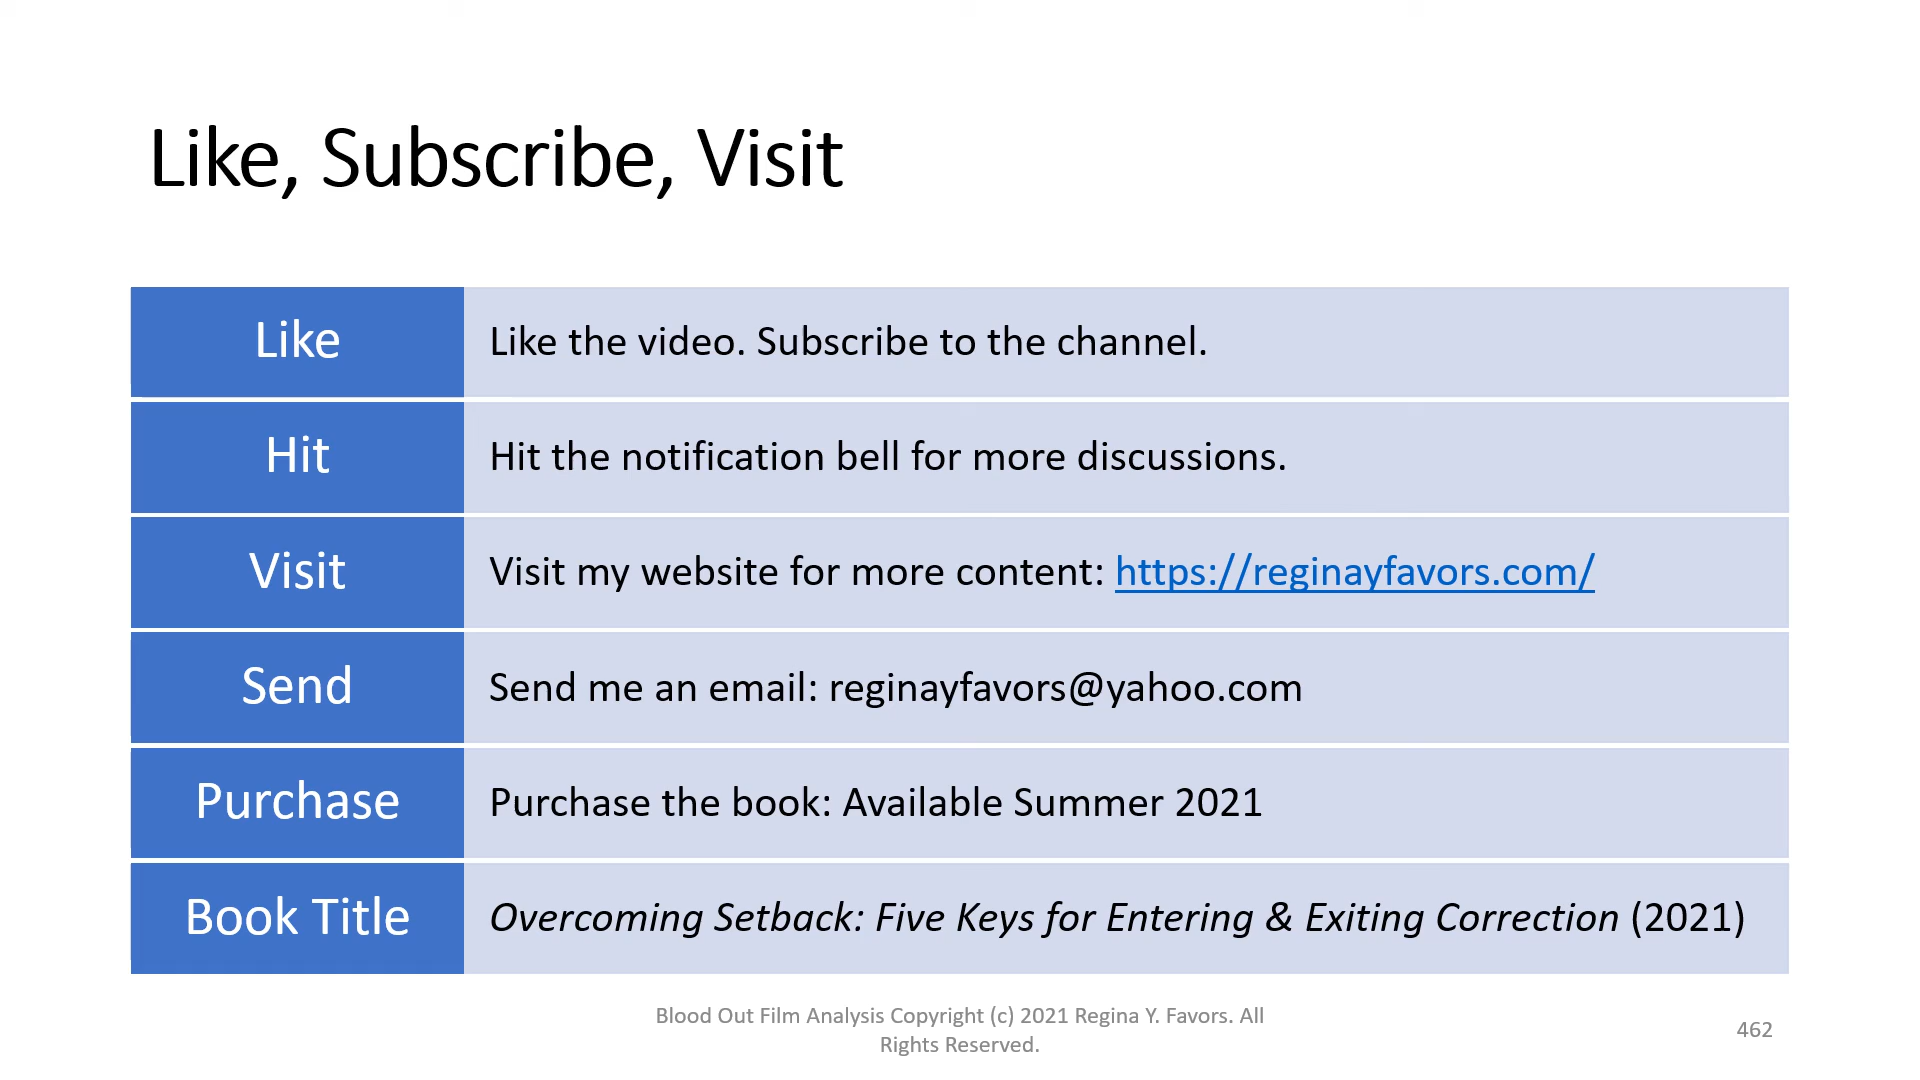 Like, Subscribe, Visit
Like
Like the video. Subscribe to the channel.
Hit
Hit the notification bell for more discussions.
Visit
Visit my website for more content: https://reginayfavors.com/
Send
Send me an email: reginayfavors@yahoo.com
Purchase
Purchase the book: Available Summer 2021
Book Title
Overcoming Setback: Five Keys for Entering & Exiting Correction (2021)
Blood Out Film Analysis Copyright (c) 2021 Regina Y. Favors. All
Rights Reserved.
462